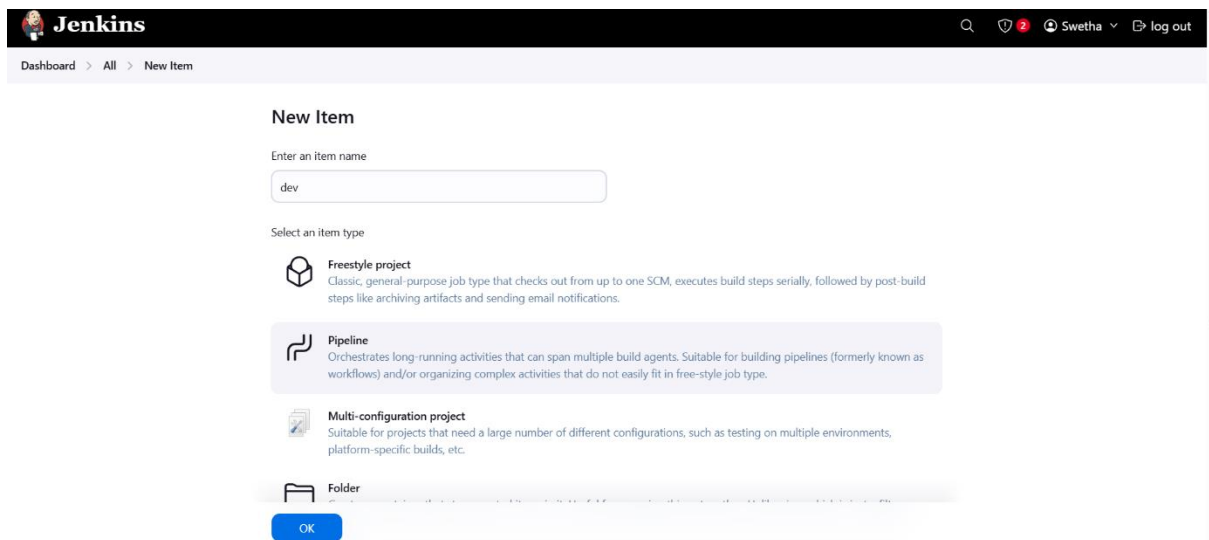 Jenkins
2
Swetha
log out
Dashboard > All > New Item
New Item
Enter an item name
dev
Select an item type
Freestyle project
Classic, general-purpose job type that checks out from up to one SCM, executes build steps serially, followed by post-build
steps like archiving artifacts and sending email notifications.
Pipeline
Orchestrates long-running activities that can span multiple build agents. Suitable for building pipelines (formerly known as
workflows) and/or organizing complex activities that do not easily fit in free-style job type.
Multi-configuration project
Suitable for projects that need a large number of different configurations, such as testing on multiple environments,
platform-specific builds, etc.
Folder
OK